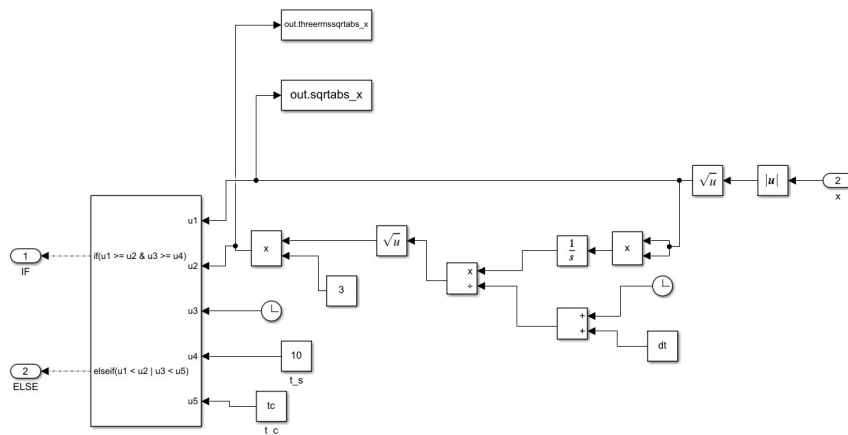 out.threermssqrtabs_x
out.sqrtabs_x
√u
|u|
2
x
u1
1
IF
if(u1 >= u2 & u3 >= u4)
u2
x
√u
x
÷
1
s
x
3
u3
+
+
dt
u4
10
t_s
2
ELSE
elseif(u1 < u2 | u3 < u5)
u5
tc
t_c